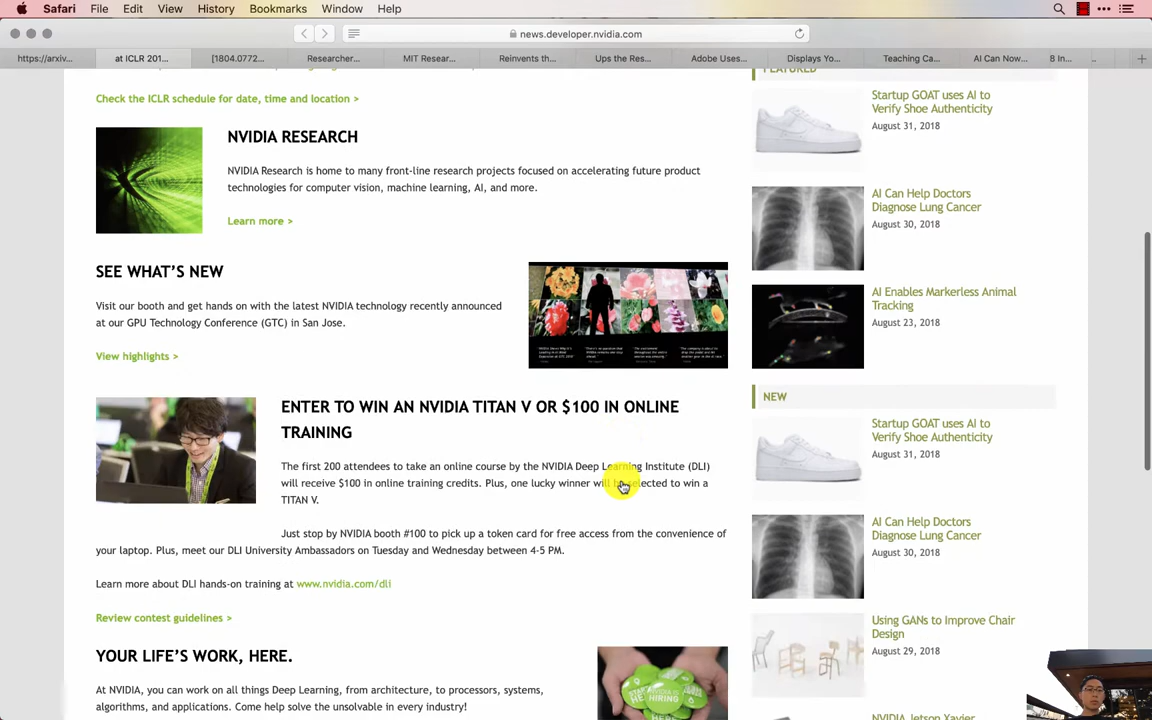 Safari File Edit View History Bookmarks Window Help
news.developer.nvidia.com
https://arxiv... at ICLR 201... [1804.0772... Researcher... MIT Resear... Reinvents th... Ups the Res... Adobe Uses... Displays Yo... Teaching Ca... AI Can Now... 8 In...
Check the ICLR schedule for date, time and location >
NVIDIA RESEARCH
NVIDIA Research is home to many front-line research projects focused on accelerating future product
technologies for computer vision, machine learning, AI, and more.
Learn more >
SEE WHAT'S NEW
Visit our booth and get hands on with the latest NVIDIA technology recently announced
at our GPU Technology Conference (GTC) in San Jose.
View highlights >
ENTER TO WIN AN NVIDIA TITAN V OR $100 IN ONLINE
TRAINING
The first 200 attendees to take an online course by the NVIDIA Deep Learning Institute (DLI)
will receive $100 in online training credits. Plus, one lucky winner will be selected to win a
TITAN V.
Just stop by NVIDIA booth #100 to pick up a token card for free access from the convenience of
your laptop. Plus, meet our DLI University Ambassadors on Tuesday and Wednesday between 4-5 PM.
Learn more about DLI hands-on training at www.nvidia.com/dli
Review contest guidelines >
YOUR LIFE'S WORK, HERE.
At NVIDIA, you can work on all things Deep Learning, from architecture, to processors, systems,
algorithms, and applications. Come help solve the unsolvable in every industry!
FEATURED
Startup GOAT uses AI to
Verify Shoe Authenticity
August 31, 2018
AI Can Help Doctors
Diagnose Lung Cancer
August 30, 2018
AI Enables Markerless Animal
Tracking
August 23, 2018
NEW
Startup GOAT uses AI to
Verify Shoe Authenticity
August 31, 2018
AI Can Help Doctors
Diagnose Lung Cancer
August 30, 2018
Using GANs to Improve Chair
Design
August 29, 2018
NVIDIA Jetson Xavier